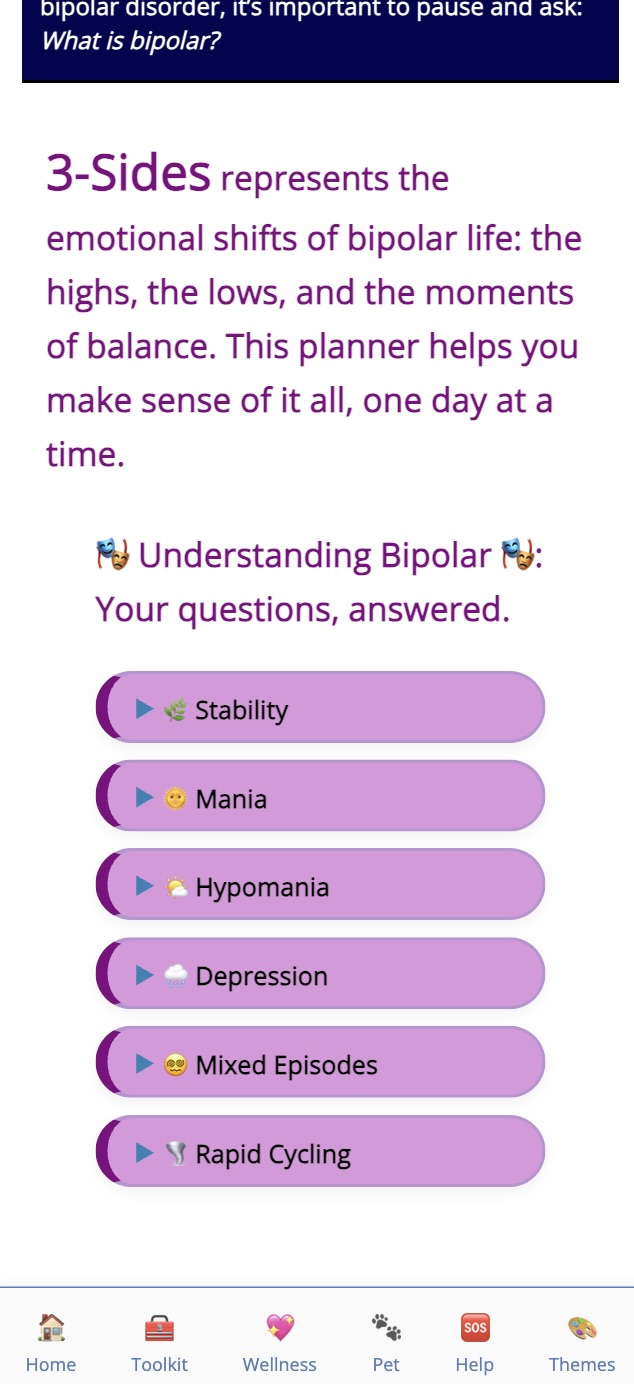 bipolar disorder, it's important to pause and ask:
What is bipolar?
3-Sides represents the
emotional shifts of bipolar life: the
highs, the lows, and the moments
of balance. This planner helps you
make sense of it all, one day at a
time.
🎭 Understanding Bipolar 🎭:
Your questions, answered.
▶ 🌿 Stability
▶ 🌞 Mania
▶ 🌤️ Hypomania
▶ 🌧️ Depression
▶ 😵‍💫 Mixed Episodes
▶ 🌪️ Rapid Cycling
SOS
Home Toolkit Wellness Pet Help Themes